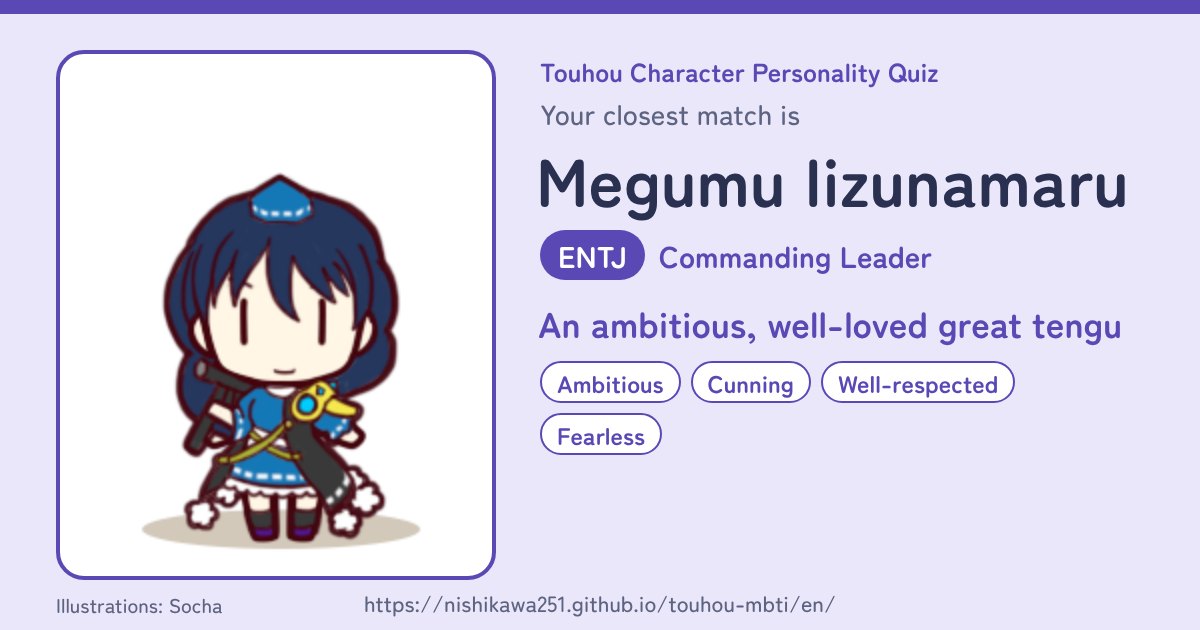 Touhou Character Personality Quiz
Your closest match is
Megumu Iizunamaru
ENTJ Commanding Leader
An ambitious, well-loved great tengu
Ambitious Cunning Well-respected
Fearless
Illustrations: Socha https://nishikawa251.github.io/touhou-mbti/en/